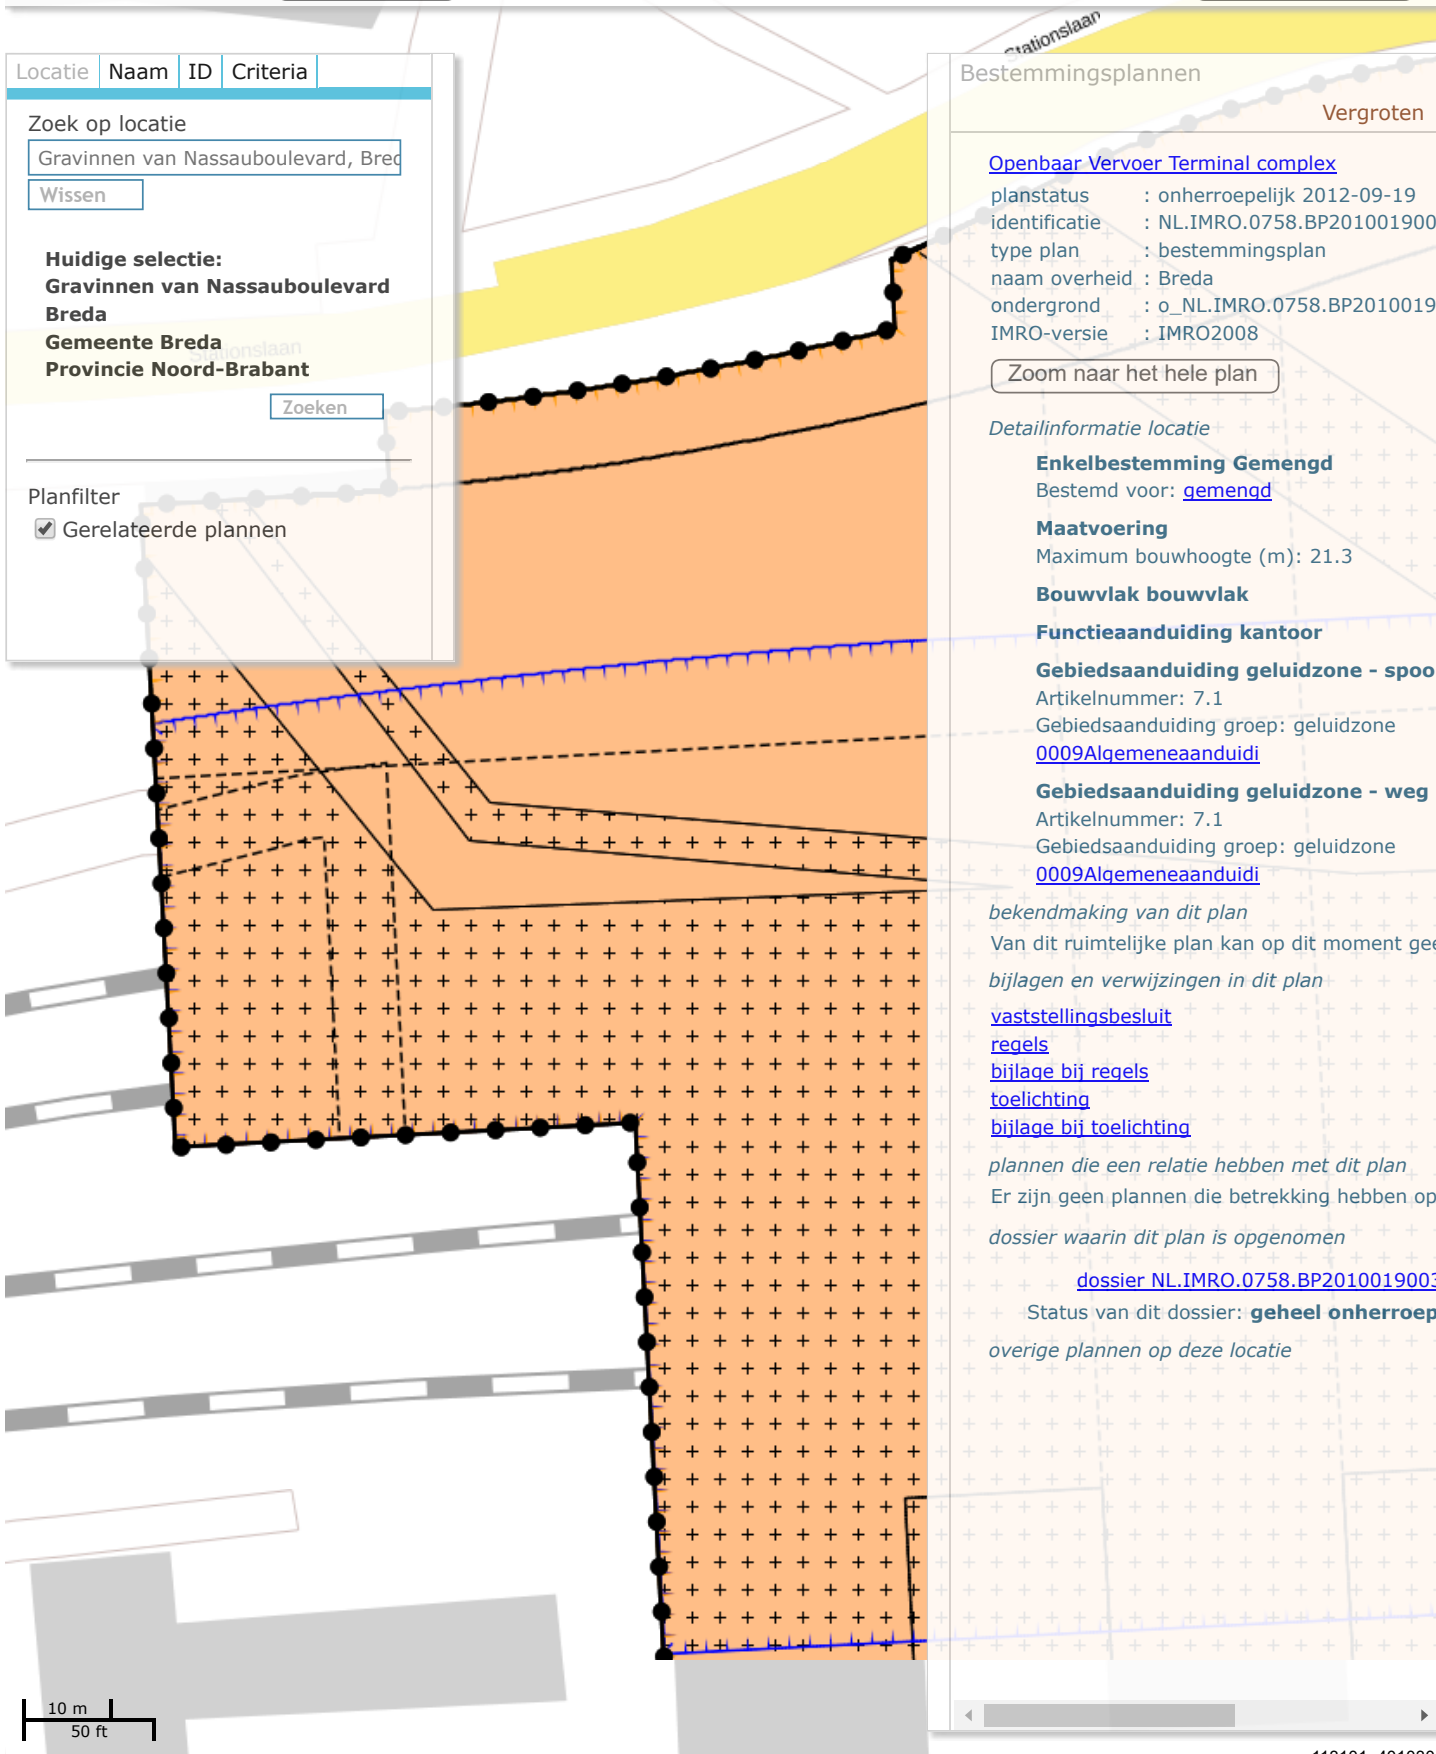 Stationslaan
Locatie
Naam
ID
Criteria
Zoek op locatie
Gravinnen van Nassauboulevard, Bred
Wissen
Huidige selectie:
Gravinnen van Nassauboulevard
Breda
Gemeente Breda
Provincie Noord-Brabant
Stationslaan
Zoeken
Planfilter
Gerelateerde plannen
10 m
50 ft
Bestemmingsplannen
Vergroten
Openbaar Vervoer Terminal complex
planstatus : onherroepelijk 2012-09-19
identificatie : NL.IMRO.0758.BP201001900
type plan : bestemmingsplan
naam overheid : Breda
ondergrond : o_NL.IMRO.0758.BP2010019
IMRO-versie : IMRO2008
Zoom naar het hele plan
Detailinformatie locatie
Enkelbestemming Gemengd
Bestemd voor: gemengd
Maatvoering
Maximum bouwhoogte (m): 21.3
Bouwvlak bouwvlak
Functieaanduiding kantoor
Gebiedsaanduiding geluidzone - spoo
Artikelnummer: 7.1
Gebiedsaanduiding groep: geluidzone
0009Algemeneaanduidi
Gebiedsaanduiding geluidzone - weg
Artikelnummer: 7.1
Gebiedsaanduiding groep: geluidzone
0009Algemeneaanduidi
bekendmaking van dit plan
Van dit ruimtelijke plan kan op dit moment gee
bijlagen en verwijzingen in dit plan
vaststellingsbesluit
regels
bijlage bij regels
toelichting
bijlage bij toelichting
plannen die een relatie hebben met dit plan
Er zijn geen plannen die betrekking hebben op
dossier waarin dit plan is opgenomen
dossier NL.IMRO.0758.BP2010019003
Status van dit dossier: geheel onherroep
overige plannen op deze locatie